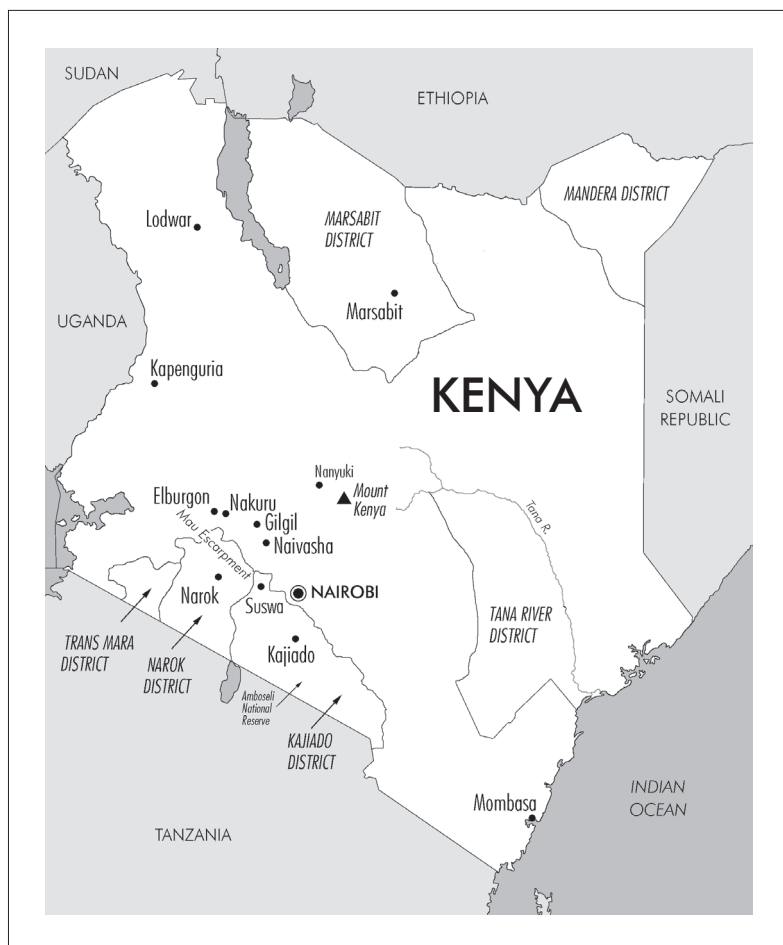 SUDAN
ETHIOPIA
MANDERA DISTRICT
Lodwar
MARSABIT
DISTRICT
Marsabit
UGANDA
Kapenguria
KENYA
SOMALI
REPUBLIC
Nanyuki
Mount
Kenya
Elburgon
Nakuru
Gilgil
Naivasha
Mau Escarpment
Tana R.
Narok
Suswa
NAIROBI
TRANS MARA
DISTRICT
NAROK
DISTRICT
Kajiado
TANA RIVER
DISTRICT
Amboseli
National
Reserve
KAJIADO
DISTRICT
Mombasa
INDIAN
OCEAN
TANZANIA